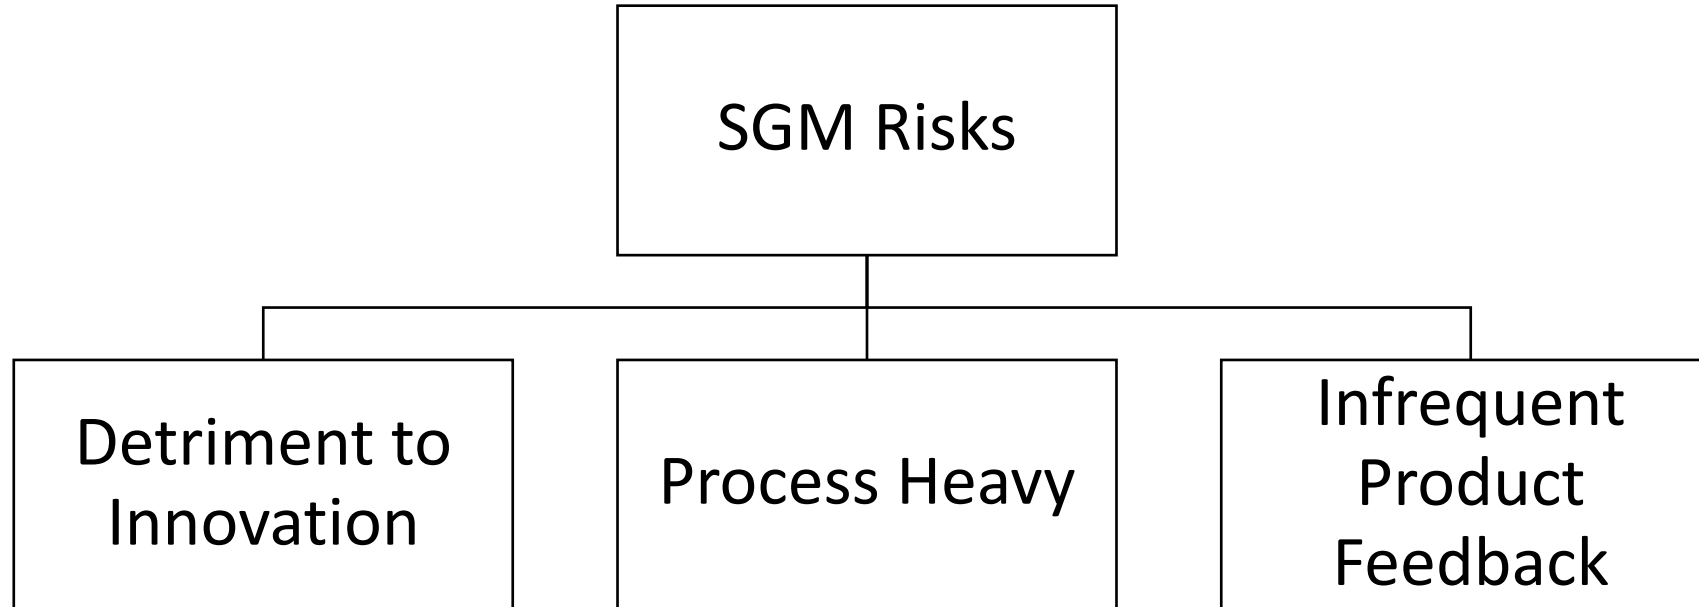 SGM Risks
Detriment to
Innovation
Process Heavy
Infrequent
Product
Feedback